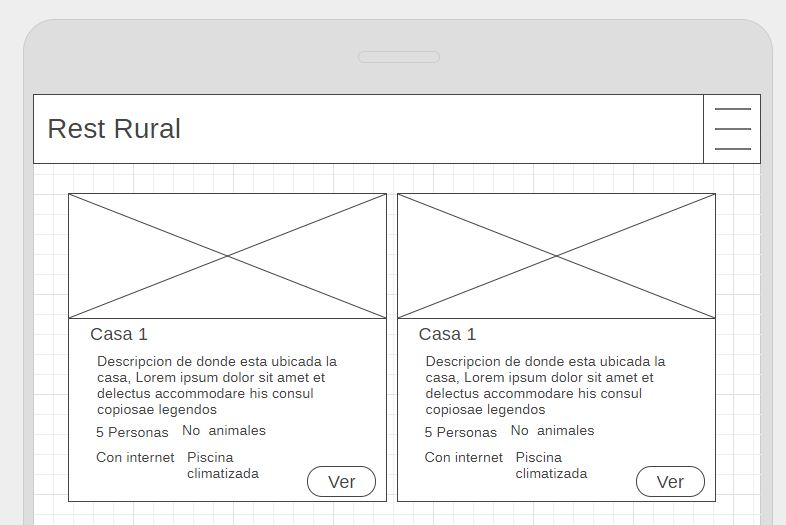 Rest Rural
Casa 1
Descripcion de donde esta ubicada la
casa, Lorem ipsum dolor sit amet et
delectus accommodare his consul
copiosae legendos
5 Personas
No animales
Con internet
Piscina
climatizada
Ver
Casa 1
Descripcion de donde esta ubicada la
casa, Lorem ipsum dolor sit amet et
delectus accommodare his consul
copiosae legendos
5 Personas
No animales
Con internet
Piscina
climatizada
Ver